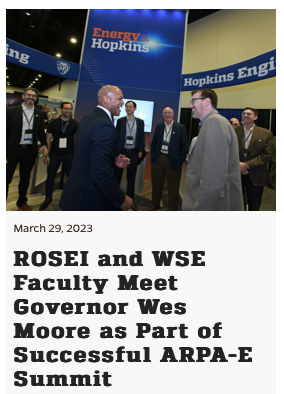 Energy@
Hopkins
ing
Hopkins Engi
March 29, 2023
ROSEI and WSE
Faculty Meet
Governor Wes
Moore as Part of
Successful ARPA-E
Summit